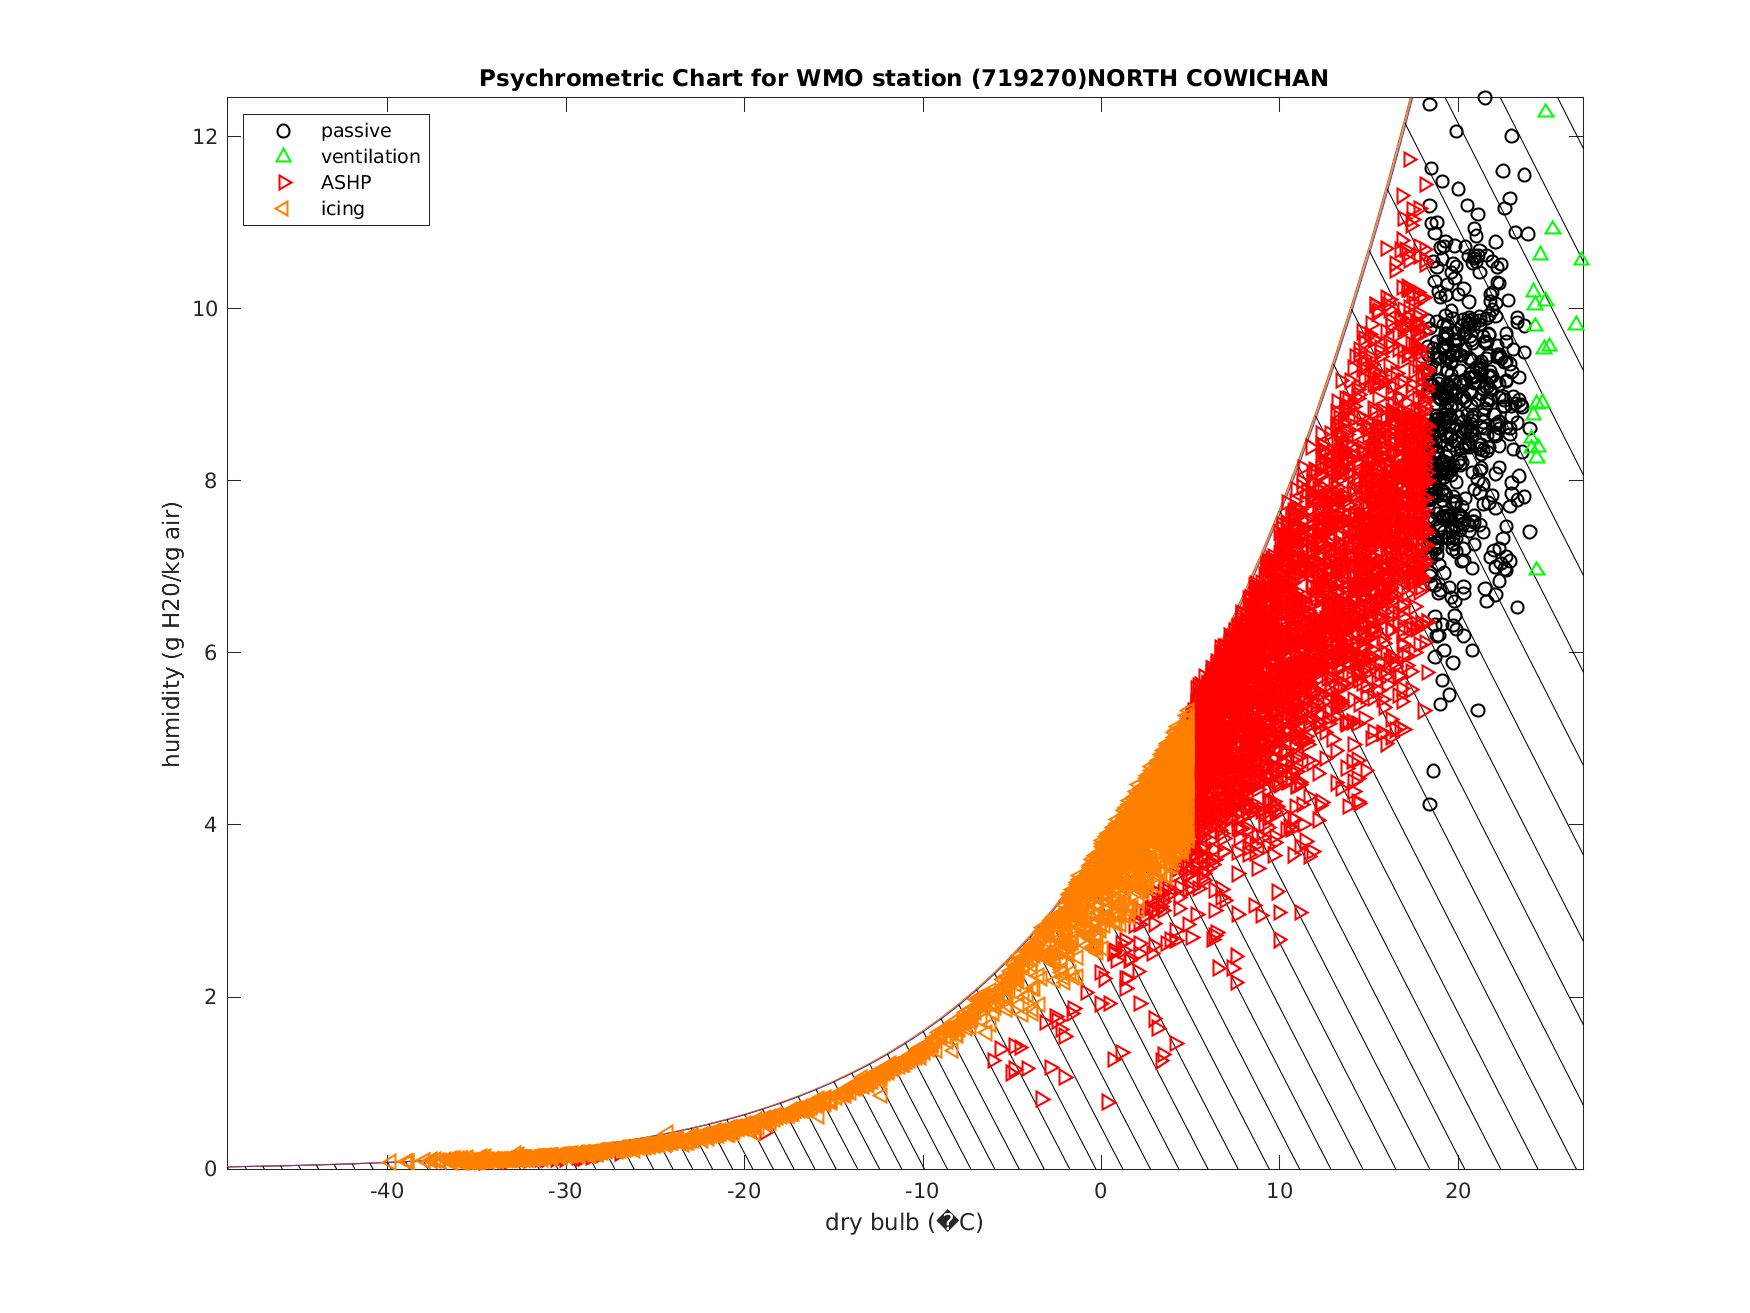 Psychrometric Chart for WMO station (719270)NORTH COWICHAN
passive
ventilation
ASHP
icing
humidity (g H20/kg air)
12
10
8
6
4
2
0
-40 -30 -20 -10 0 10 20
dry bulb (�C)